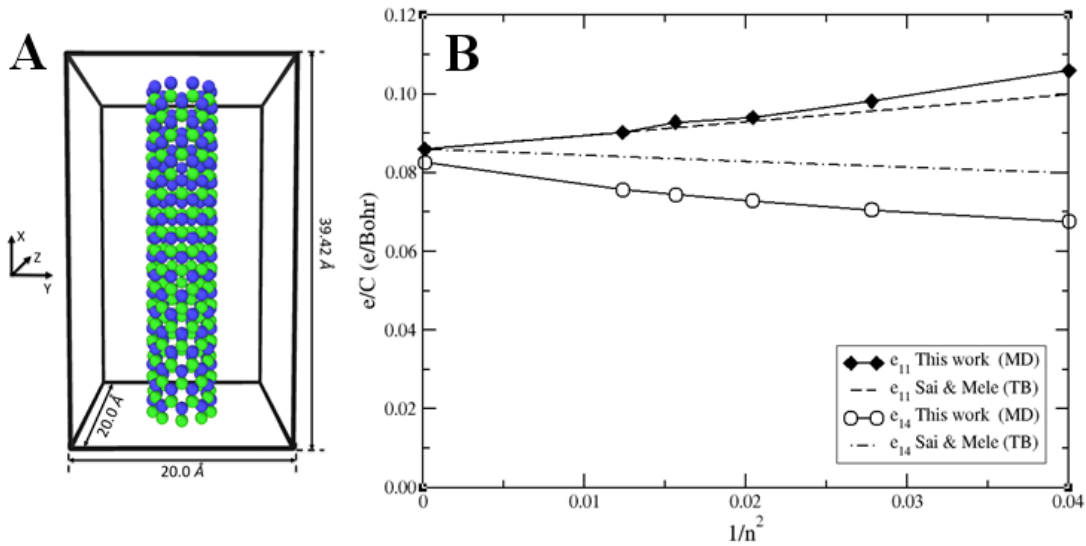 A
X
Z
Y
39.42 Å
20.0 Å
20.0 Å
B
0.12
0.10
0.08
0.06
0.04
0.02
0.00
e/C (e/Bohr)
e₁₁ This work (MD)
e₁₁ Sai & Mele (TB)
e₁₄ This work (MD)
e₁₄ Sai & Mele (TB)
0
0.01
0.02
0.03
0.04
1/n²